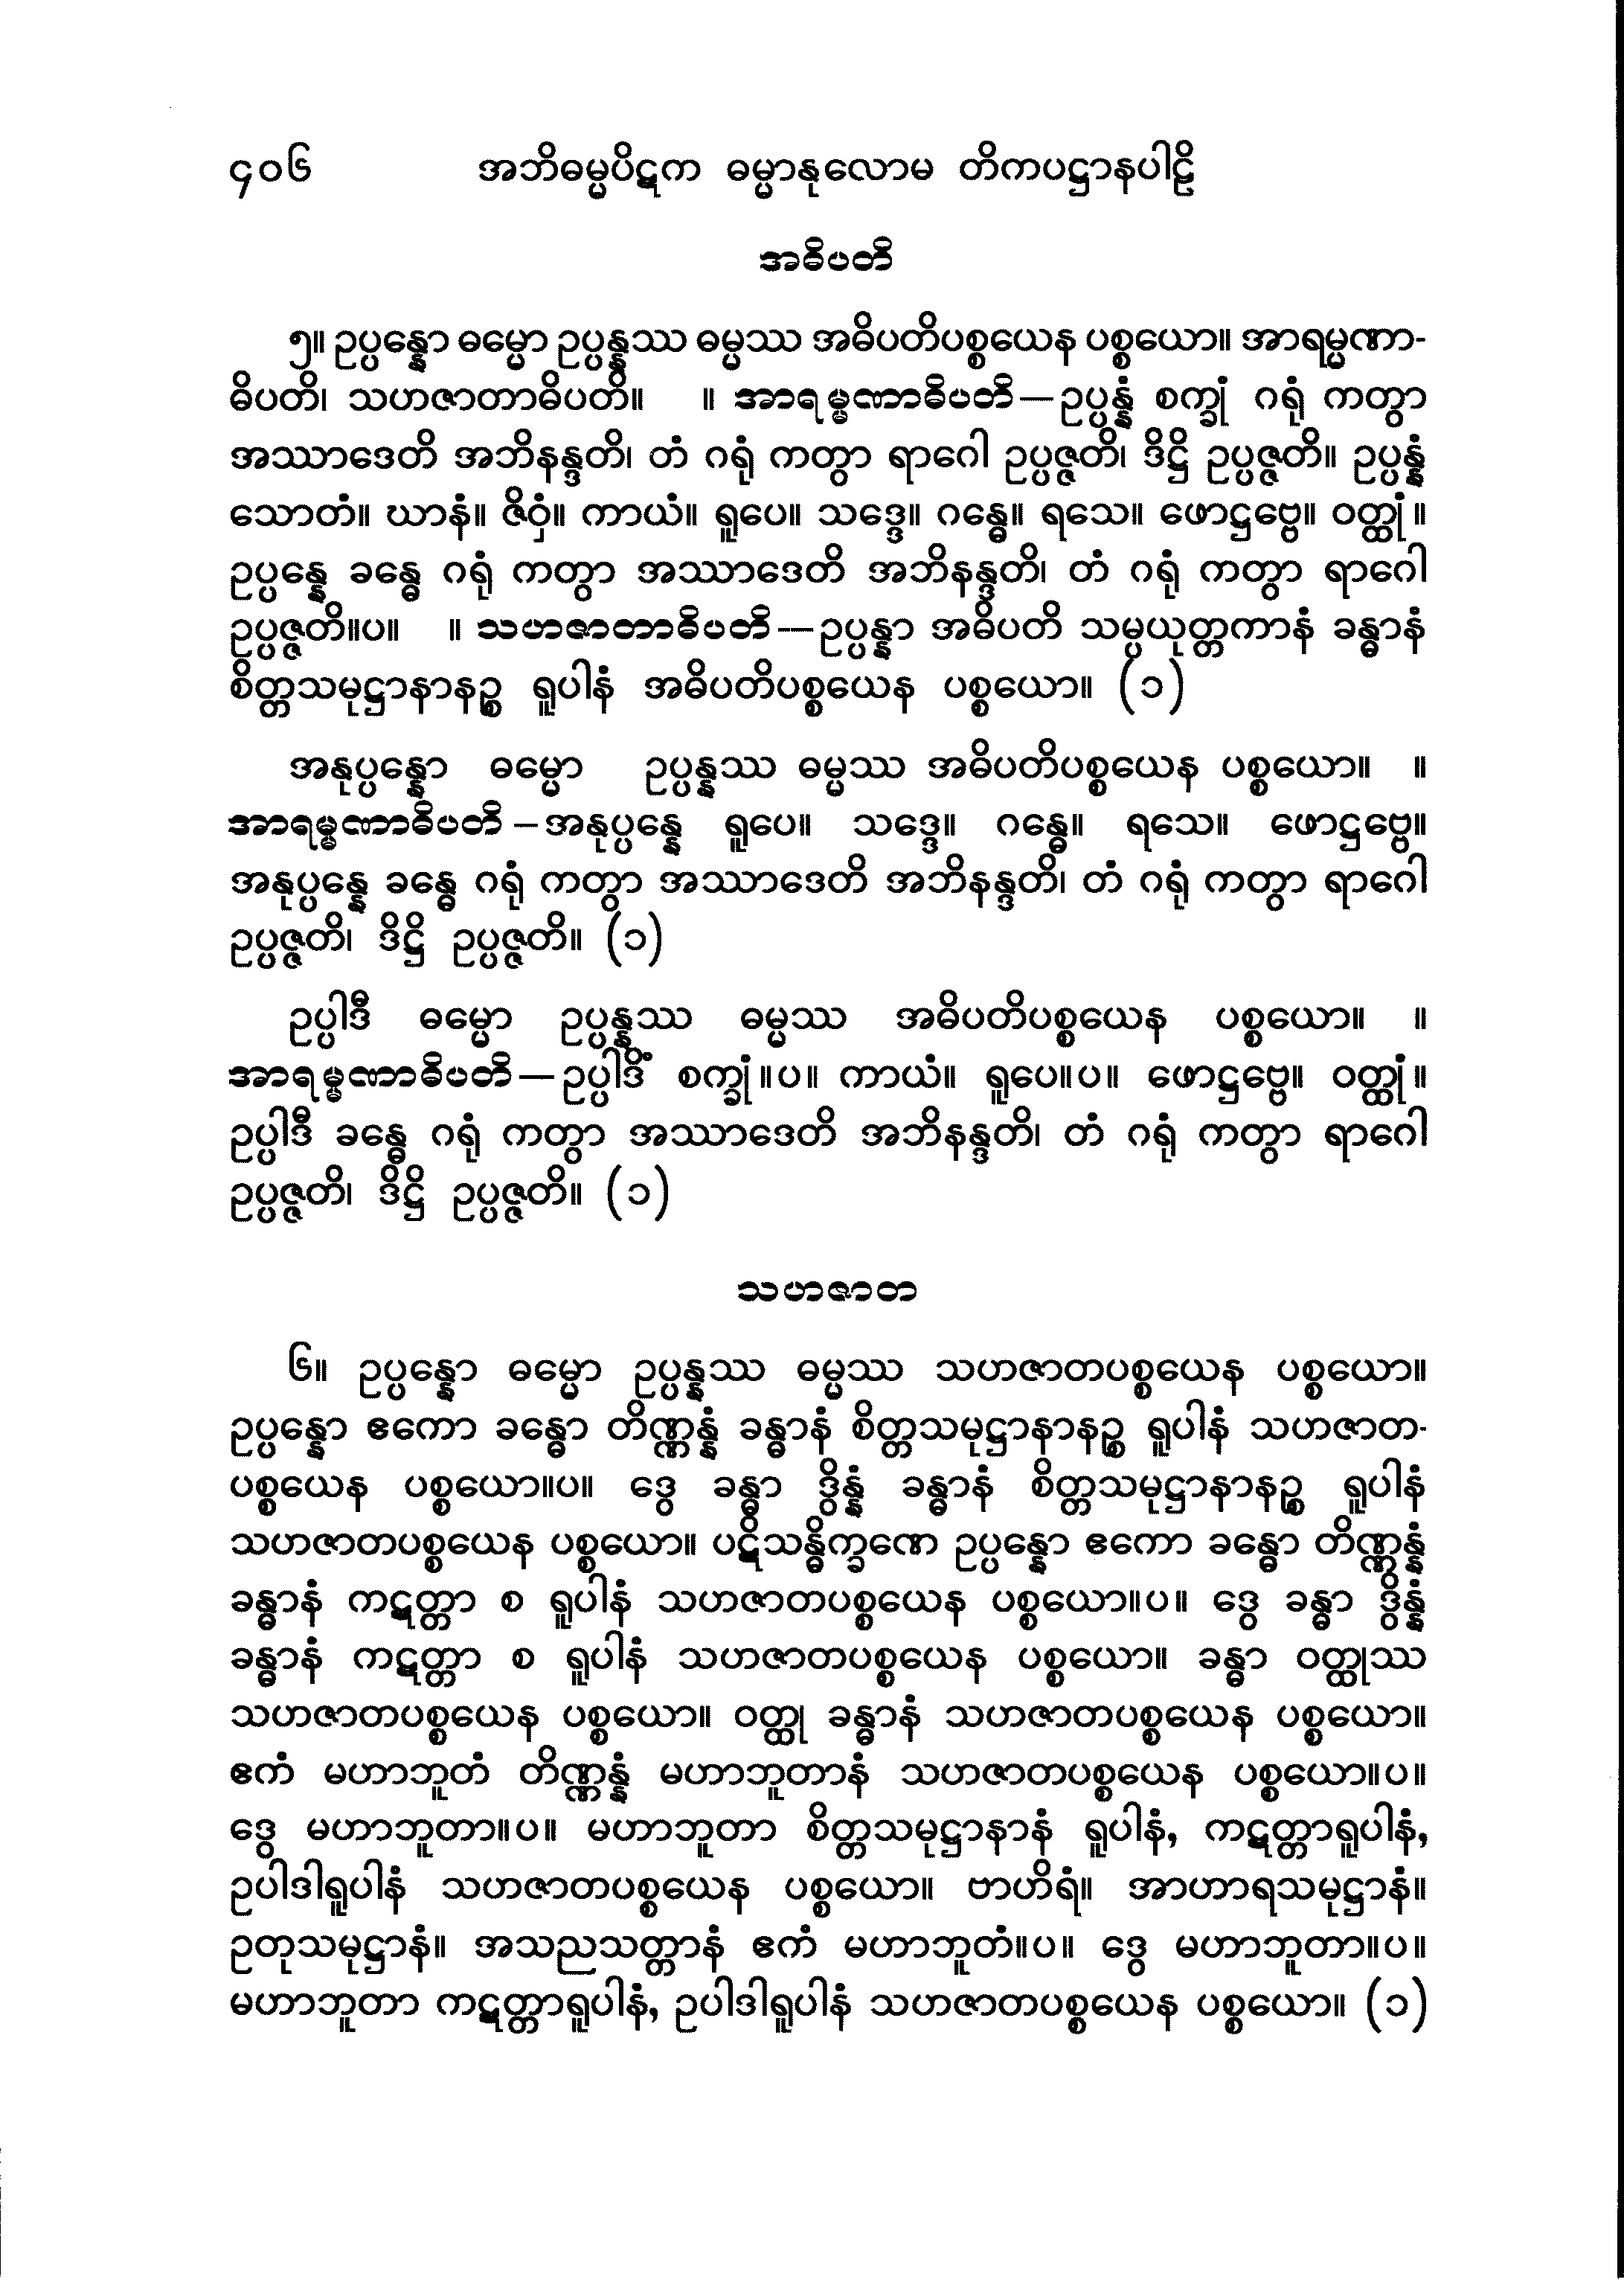 ၄၀၆ အဘိဓမ္မပိဋက ဓမ္မာနုလောမ တိကပဋ္ဌာနပါဠိ
အဓိပတိ
၅။ ဥပ္ပန္နော ဓမ္မော ဥပ္ပန္နဿ ဓမ္မဿ အဓိပတိပစ္စယေန ပစ္စယော။ အာရမ္မဏာ-
ဓိပတိ၊ သဟဇာတာဓိပတိ။ ။ အာရမ္မဏာဓိပတိ—ဥပ္ပန္နံ စက္ခုံ ဂရုံ ကတွာ
အဿာဒေတိ အဘိနန္ဒတိ၊ တံ ဂရုံ ကတွာ ရာဂေါ ဥပ္ပဇ္ဇတိ၊ ဒိဋ္ဌိ ဥပ္ပဇ္ဇတိ။ ဥပ္ပန္နံ
သောတံ။ ဃာနံ။ ဇိဝှံ။ ကာယံ။ ရူပေ။ သဒ္ဒေ။ ဂန္ဓေ။ ရသေ။ ဖောဋ္ဌဗ္ဗေ။ ဝတ္ထုံ။
ဥပ္ပန္နေ ခန္ဓေ ဂရုံ ကတွာ အဿာဒေတိ အဘိနန္ဒတိ၊ တံ ဂရုံ ကတွာ ရာဂေါ
ဥပ္ပဇ္ဇတိ။ပ။ ။ သဟဇာတာဓိပတိ—ဥပ္ပန္နာ အဓိပတိ သမ္ပယုတ္တကာနံ ခန္ဓာနံ
စိတ္တသမုဋ္ဌာနာနဉ္စ ရူပါနံ အဓိပတိပစ္စယေန ပစ္စယော။ (၁)
အနုပ္ပန္နော ဓမ္မော ဥပ္ပန္နဿ ဓမ္မဿ အဓိပတိပစ္စယေန ပစ္စယော။ ။
အာရမ္မဏာဓိပတိ–အနုပ္ပန္နေ ရူပေ။ သဒ္ဒေ။ ဂန္ဓေ။ ရသေ။ ဖောဋ္ဌဗ္ဗေ။
အနုပ္ပန္နေ ခန္ဓေ ဂရုံ ကတွာ အဿာဒေတိ အဘိနန္ဒတိ၊ တံ ဂရုံ ကတွာ ရာဂေါ
ဥပ္ပဇ္ဇတိ၊ ဒိဋ္ဌိ ဥပ္ပဇ္ဇတိ။ (၁)
ဥပ္ပါဒီ ဓမ္မော ဥပ္ပန္နဿ ဓမ္မဿ အဓိပတိပစ္စယေန ပစ္စယော။ ။
အာရမ္မဏာဓိပတိ—ဥပ္ပါဒိံ စက္ခုံ။ပ။ ကာယံ။ ရူပေ။ပ။ ဖောဋ္ဌဗ္ဗေ။ ဝတ္ထုံ။
ဥပ္ပါဒီ ခန္ဓေ ဂရုံ ကတွာ အဿာဒေတိ အဘိနန္ဒတိ၊ တံ ဂရုံ ကတွာ ရာဂေါ
ဥပ္ပဇ္ဇတိ၊ ဒိဋ္ဌိ ဥပ္ပဇ္ဇတိ။ (၁)
သဟဇာတ
၆။ ဥပ္ပန္နော ဓမ္မော ဥပ္ပန္နဿ ဓမ္မဿ သဟဇာတပစ္စယေန ပစ္စယော။
ဥပ္ပန္နော ဧကော ခန္ဓော တိဏ္ဏန္နံ ခန္ဓာနံ စိတ္တသမုဋ္ဌာနာနဉ္စ ရူပါနံ သဟဇာတ-
ပစ္စယေန ပစ္စယော။ပ။ ဒွေ ခန္ဓာ ဒွိန္နံ ခန္ဓာနံ စိတ္တသမုဋ္ဌာနာနဉ္စ ရူပါနံ
သဟဇာတပစ္စယေန ပစ္စယော။ ပဋိသန္ဓိက္ခဏေ ဥပ္ပန္နော ဧကော ခန္ဓော တိဏ္ဏန္နံ
ခန္ဓာနံ ကဋတ္တာ စ ရူပါနံ သဟဇာတပစ္စယေန ပစ္စယော။ပ။ ဒွေ ခန္ဓာ ဒွိန္နံ
ခန္ဓာနံ ကဋတ္တာ စ ရူပါနံ သဟဇာတပစ္စယေန ပစ္စယော။ ခန္ဓာ ဝတ္ထုဿ
သဟဇာတပစ္စယေန ပစ္စယော။ ဝတ္ထု ခန္ဓာနံ သဟဇာတပစ္စယေန ပစ္စယော။
ဧကံ မဟာဘူတံ တိဏ္ဏန္နံ မဟာဘူတာနံ သဟဇာတပစ္စယေန ပစ္စယော။ပ။
ဒွေ မဟာဘူတာ။ပ။ မဟာဘူတာ စိတ္တသမုဋ္ဌာနာနံ ရူပါနံ, ကဋတ္တာရူပါနံ,
ဥပါဒါရူပါနံ သဟဇာတပစ္စယေန ပစ္စယော။ ဗာဟိရံ။ အာဟာရသမုဋ္ဌာနံ။
ဥတုသမုဋ္ဌာနံ။ အသညသတ္တာနံ ဧကံ မဟာဘူတံ။ပ။ ဒွေ မဟာဘူတာ။ပ။
မဟာဘူတာ ကဋတ္တာရူပါနံ, ဥပါဒါရူပါနံ သဟဇာတပစ္စယေန ပစ္စယော။ (၁)